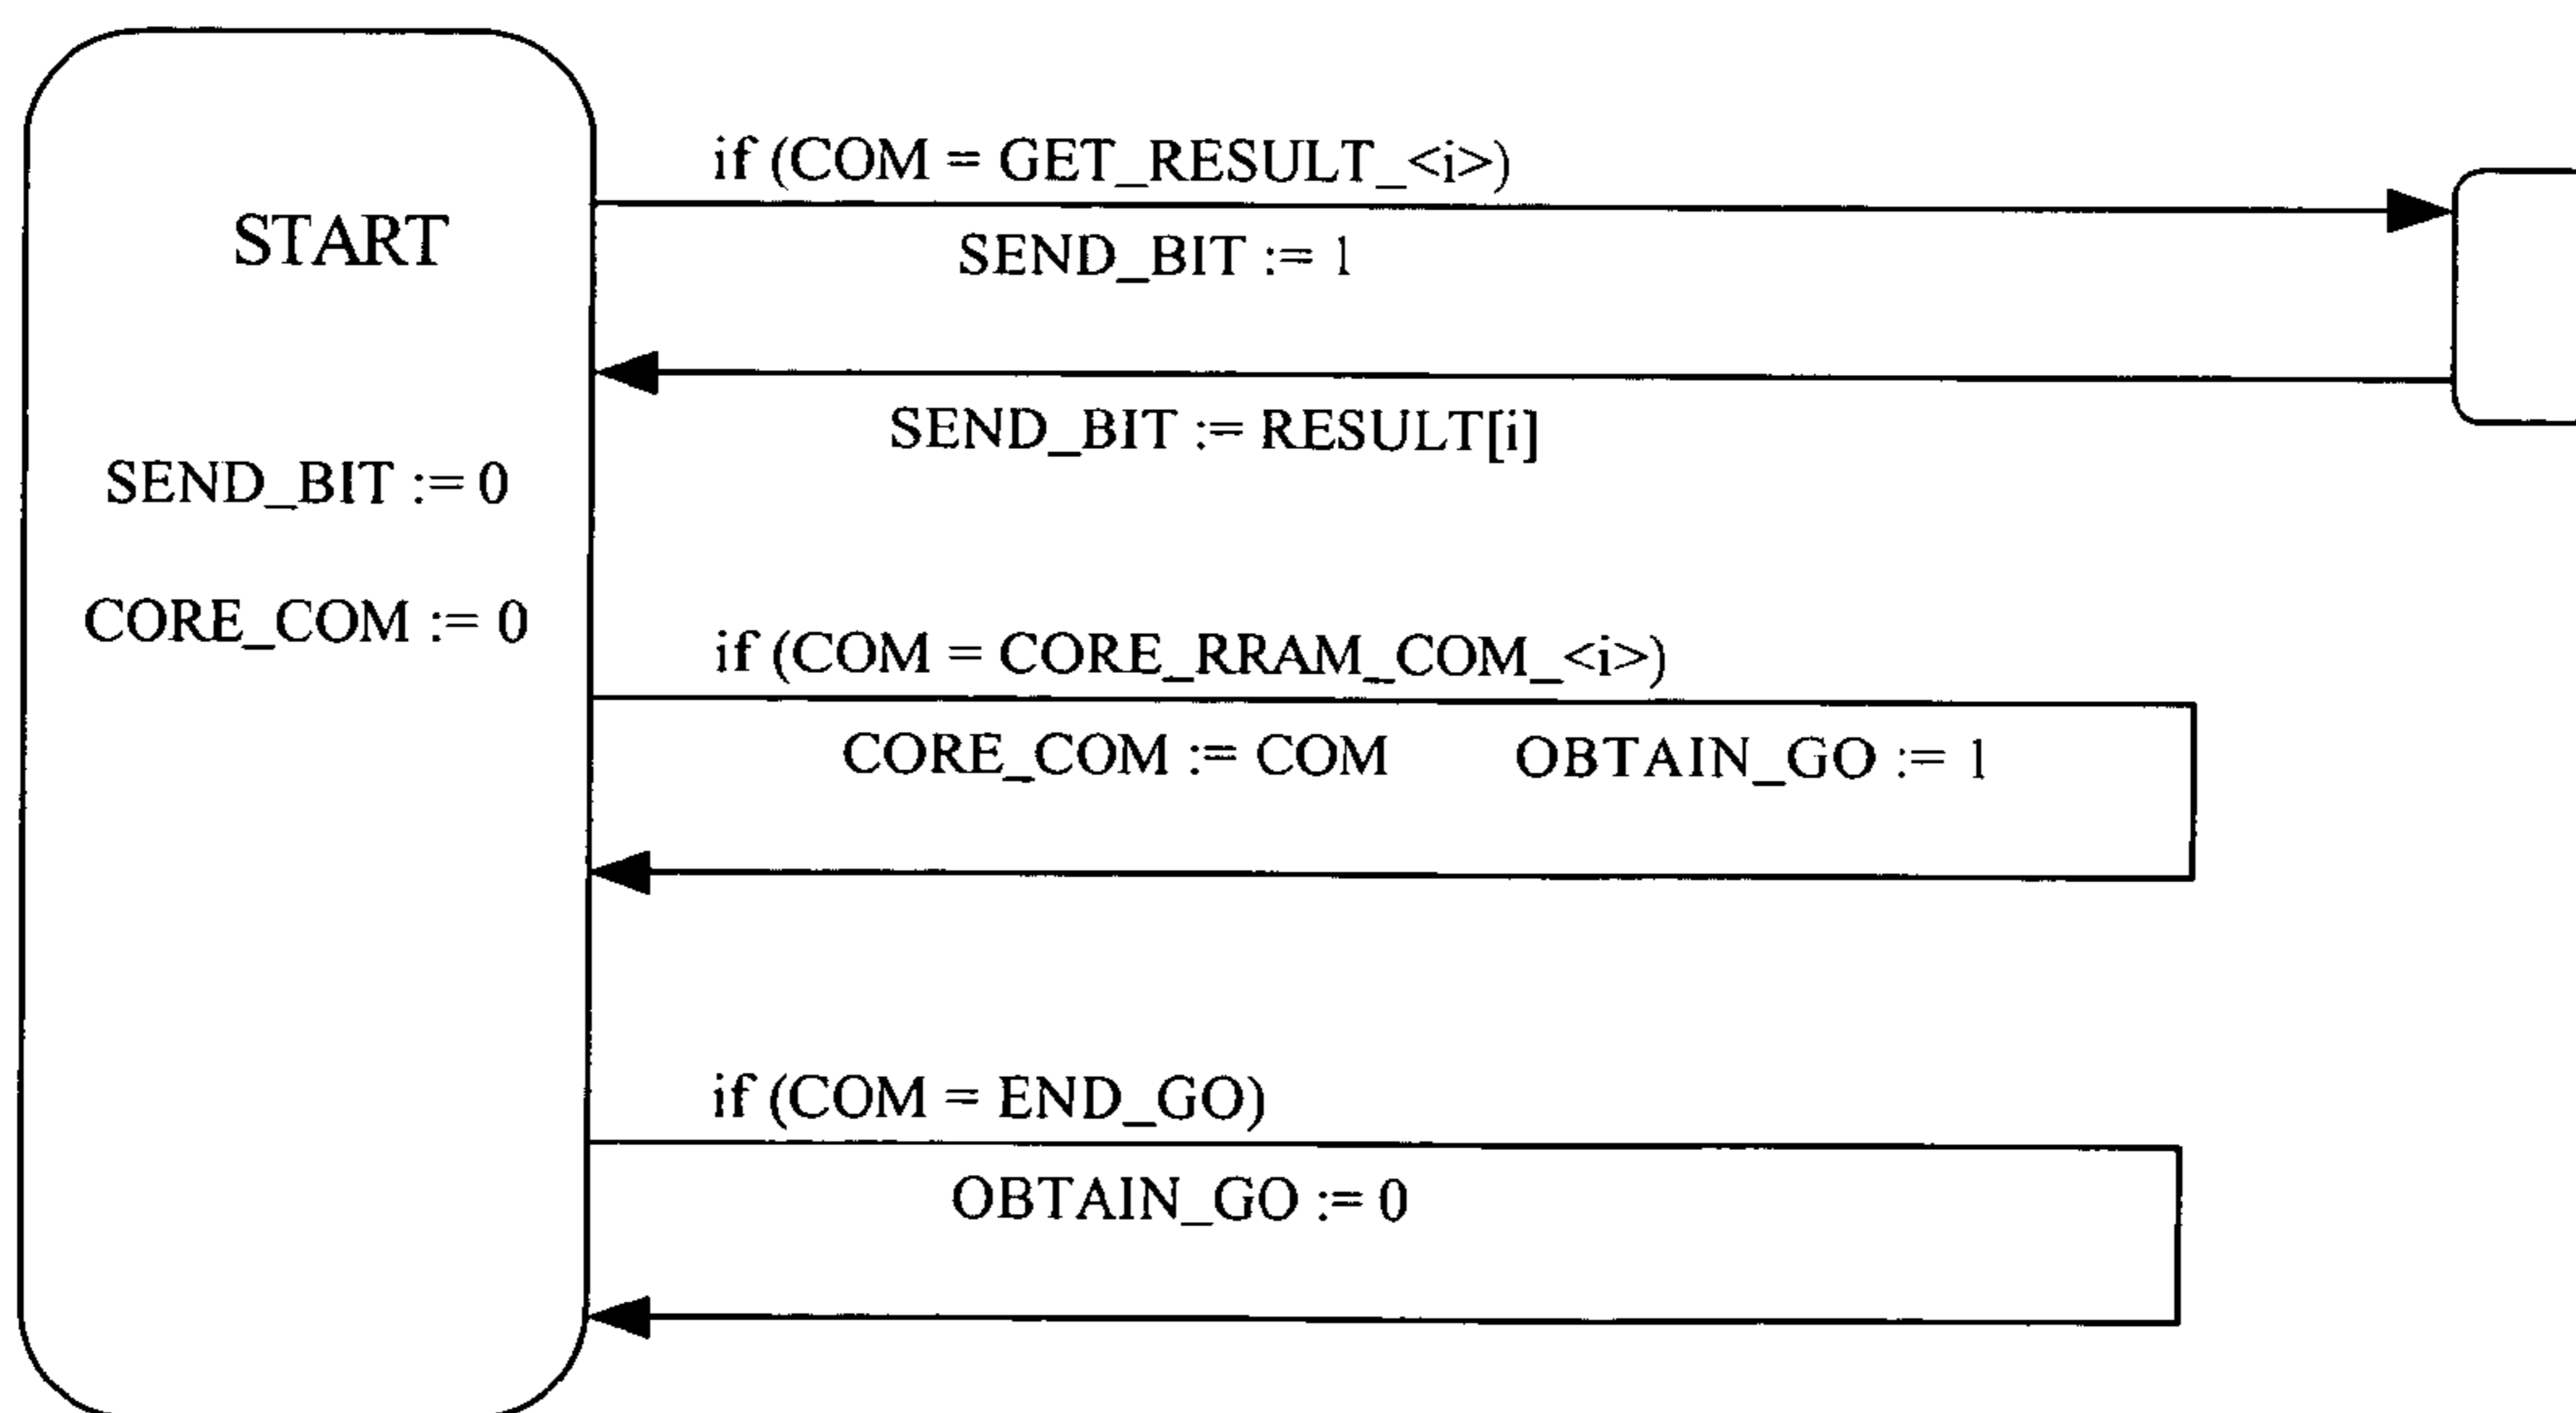 START
SEND_BIT := 0
CORE_COM := 0
if (COM = GET_RESULT_<i>)
SEND_BIT := 1
SEND_BIT := RESULT[i]
if (COM = CORE_RRAM_COM_<i>)
CORE_COM := COM OBTAIN_GO := 1
if (COM = END_GO)
OBTAIN_GO := 0